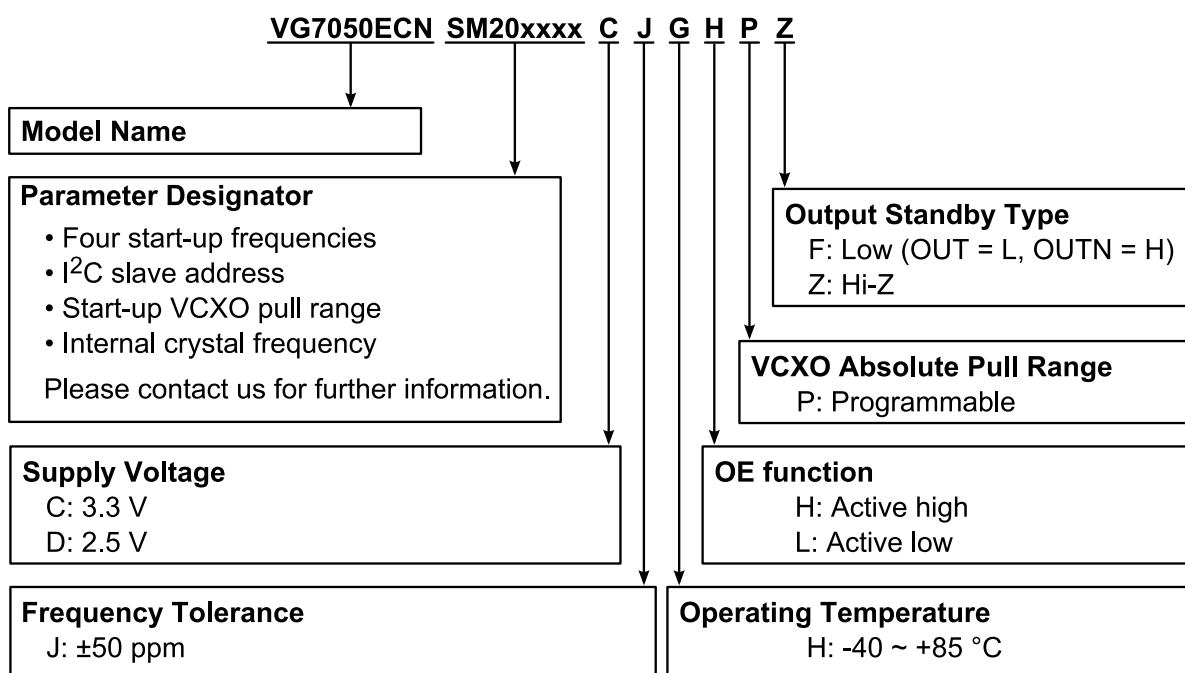 VG7050ECN SM20xxxx C J G H P Z
Model Name
Parameter Designator
• Four start-up frequencies
• I²C slave address
• Start-up VCXO pull range
• Internal crystal frequency
Please contact us for further information.
Output Standby Type
F: Low (OUT = L, OUTN = H)
Z: Hi-Z
VCXO Absolute Pull Range
P: Programmable
Supply Voltage
C: 3.3 V
D: 2.5 V
OE function
H: Active high
L: Active low
Frequency Tolerance
J: ±50 ppm
Operating Temperature
H: -40 ~ +85 °C